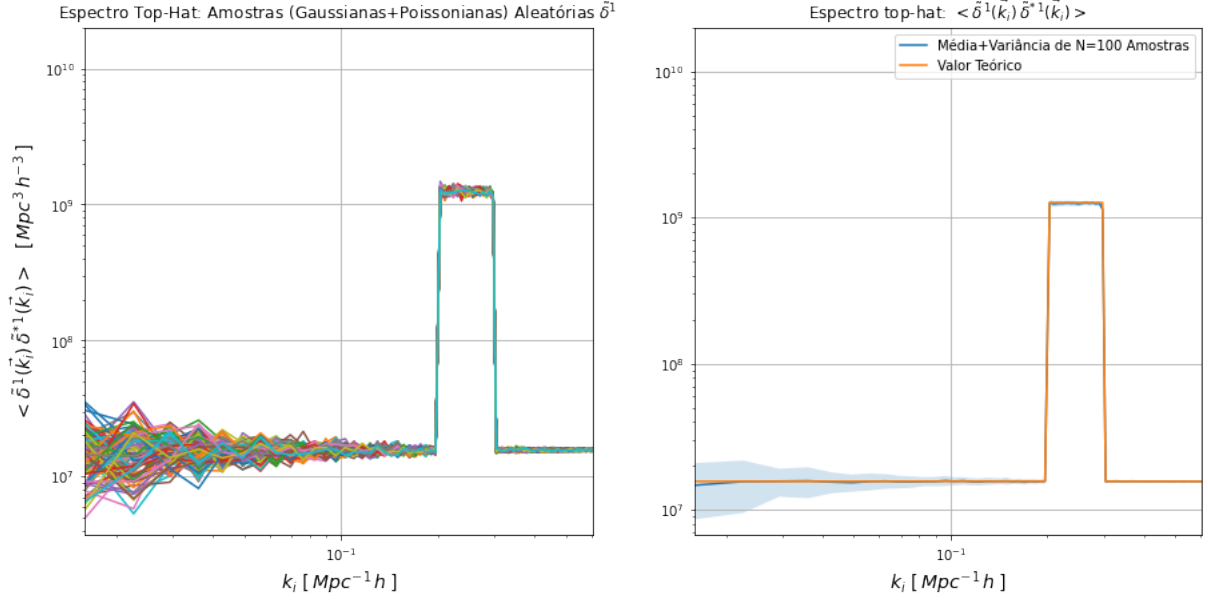 Espectro Top-Hat: Amostras (Gaussianas+Poissonianas) Aleatórias δ̃¹
< δ̃¹(k⃗ᵢ) δ̃*¹(k⃗ᵢ) > [Mpc³ h⁻³]
10¹⁰
10⁹
10⁸
10⁷
10⁻¹
kᵢ [Mpc⁻¹ h]
Espectro top-hat: < δ̃¹(k⃗ᵢ) δ̃*¹(k⃗ᵢ) >
Média+Variância de N=100 Amostras
Valor Teórico
10¹⁰
10⁹
10⁸
10⁷
10⁻¹
kᵢ [Mpc⁻¹ h]